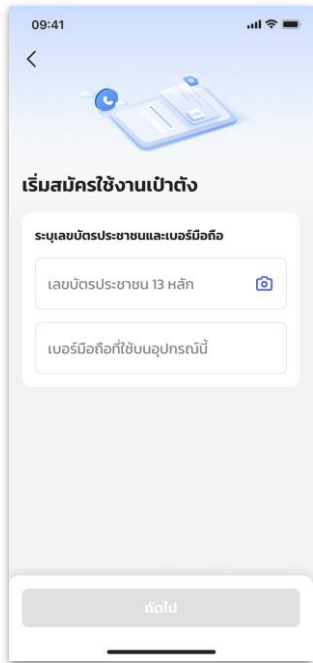 09:41
เริ่มสมัครใช้งานเป๋าตัง
ระบุเลขบัตรประชาชนและเบอร์มือถือ
เลขบัตรประชาชน 13 หลัก
เบอร์มือถือที่ใช้บนอุปกรณ์นี้
ถัดไป